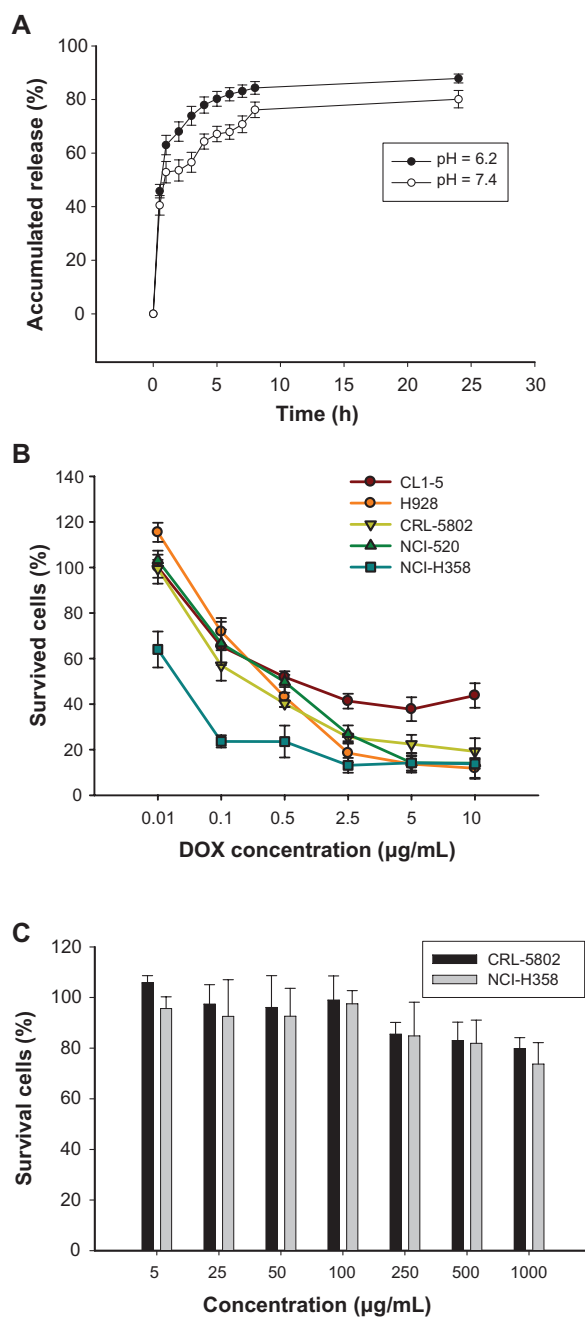 A
Accumulated release (%)
100
80
60
40
20
0
pH = 6.2
pH = 7.4
0 5 10 15 20 25 30
Time (h)
B
Survived cells (%)
140
120
100
80
60
40
20
0
CL1-5
H928
CRL-5802
NCI-520
NCI-H358
0.01 0.1 0.5 2.5 5 10
DOX concentration (µg/mL)
C
Survival cells (%)
120
100
80
60
40
20
0
CRL-5802
NCI-H358
5 25 50 100 250 500 1000
Concentration (µg/mL)